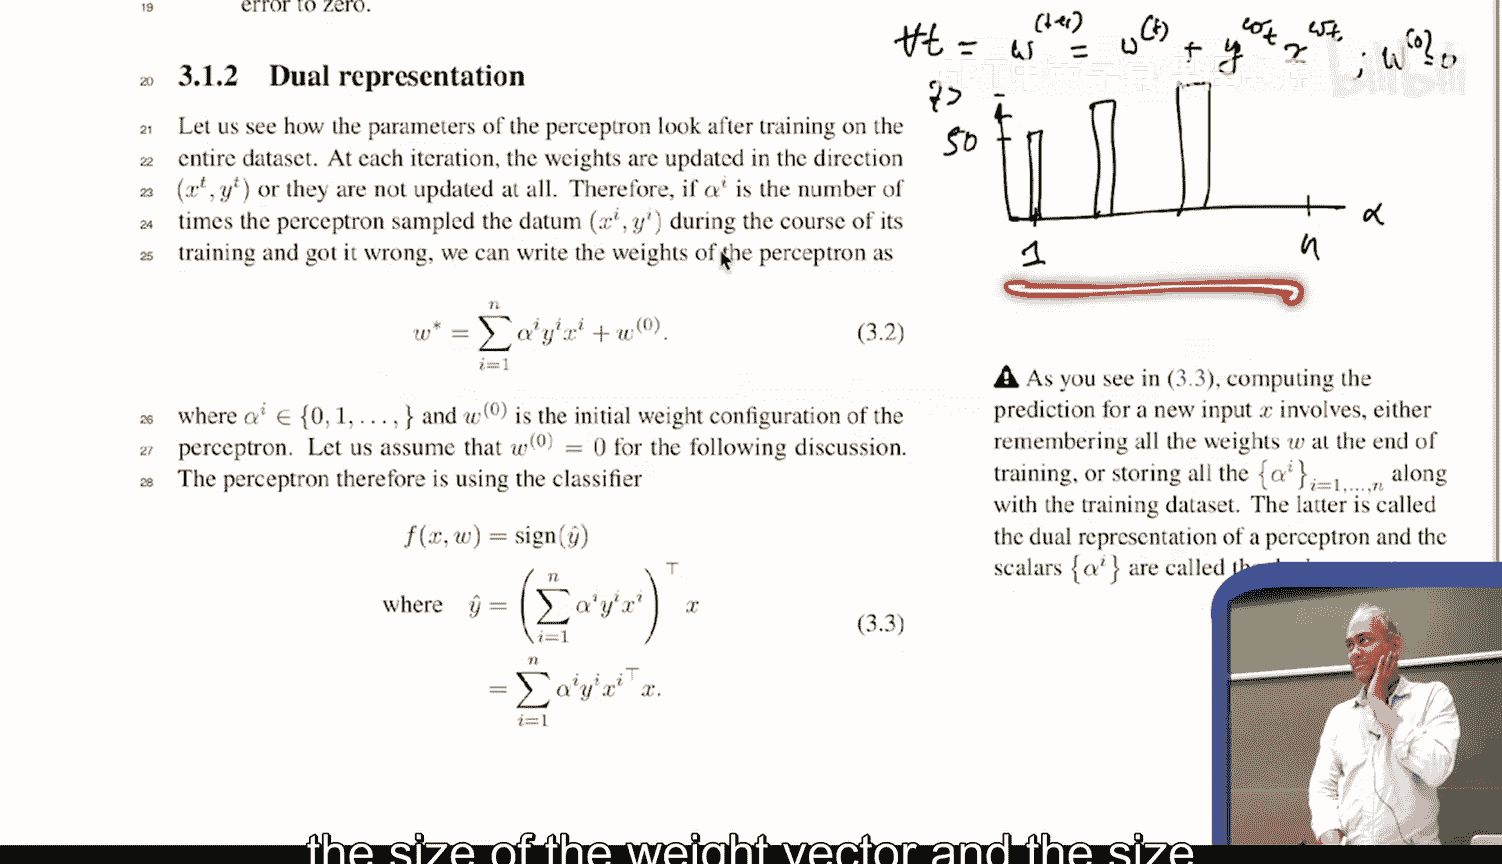 19 error to zero.
∀t = w^(t+1) = w^(t) + y^ωt x^ωt ; w^(0)=0
20 3.1.2 Dual representation
21 Let us see how the parameters of the perceptron look after training on the
22 entire dataset. At each iteration, the weights are updated in the direction
23 (x^t, y^t) or they are not updated at all. Therefore, if α^i is the number of
24 times the perceptron sampled the datum (x^i, y^i) during the course of its
25 training and got it wrong, we can write the weights of the perceptron as
w* = ∑_{i=1}^{n} α^i y^i x^i + w^(0). (3.2)
26 where α^i ∈ {0, 1, . . . , } and w^(0) is the initial weight configuration of the
27 perceptron. Let us assume that w^(0) = 0 for the following discussion.
28 The perceptron therefore is using the classifier
f(x, w) = sign(ŷ)
where ŷ = (∑_{i=1}^{n} α^i y^i x^i)^⊤ x
(3.3)
= ∑_{i=1}^{n} α^i y^i x^i⊤ x.
50
α
1 n
⚠ As you see in (3.3), computing the
prediction for a new input x involves, either
remembering all the weights w at the end of
training, or storing all the {α^i}_{i=1,...,n} along
with the training dataset. The latter is called
the dual representation of a perceptron and the
scalars {α^i} are called the
the size of the weight vector and the size